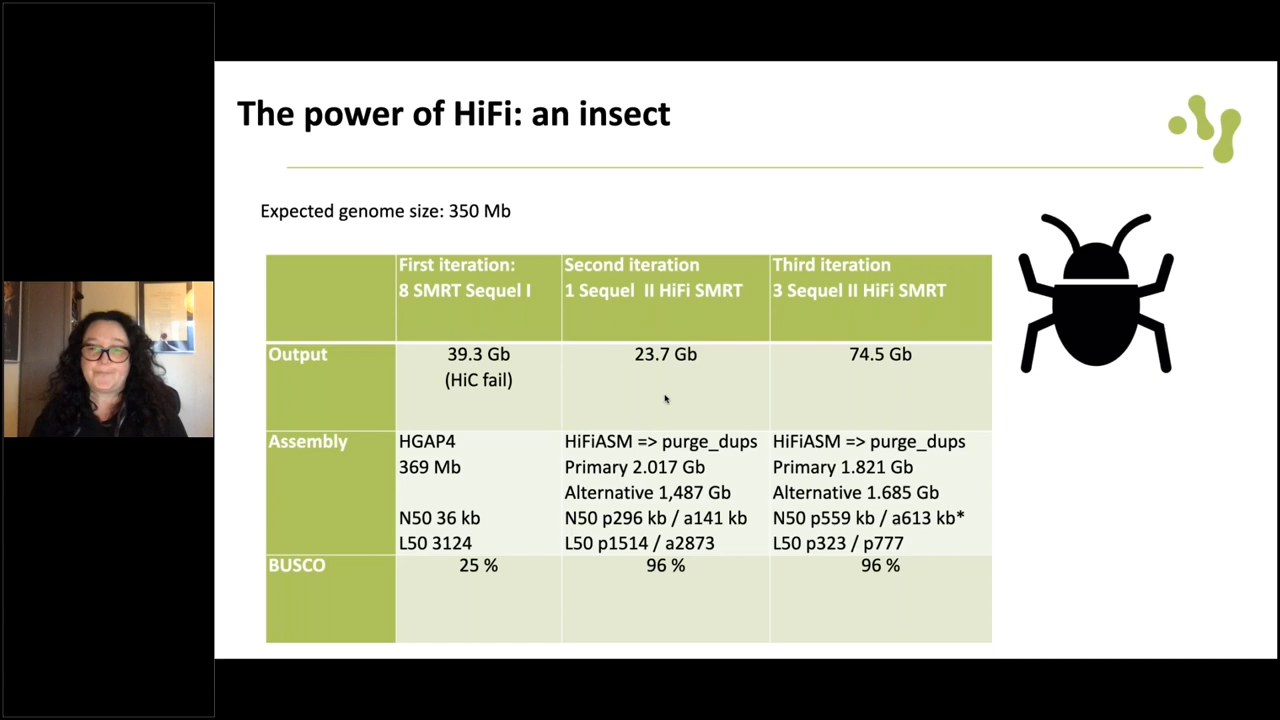 The power of HiFi: an insect
Expected genome size: 350 Mb
First iteration:
8 SMRT Sequel I
Second iteration
1 Sequel II HiFi SMRT
Third iteration
3 Sequel II HiFi SMRT
Output
39.3 Gb
(HiC fail)
23.7 Gb
74.5 Gb
Assembly
HGAP4
369 Mb
N50 36 kb
L50 3124
HiFiASM => purge_dups
Primary 2.017 Gb
Alternative 1,487 Gb
N50 p296 kb / a141 kb
L50 p1514 / a2873
HiFiASM => purge_dups
Primary 1.821 Gb
Alternative 1.685 Gb
N50 p559 kb / a613 kb*
L50 p323 / p777
BUSCO
25 %
96 %
96 %